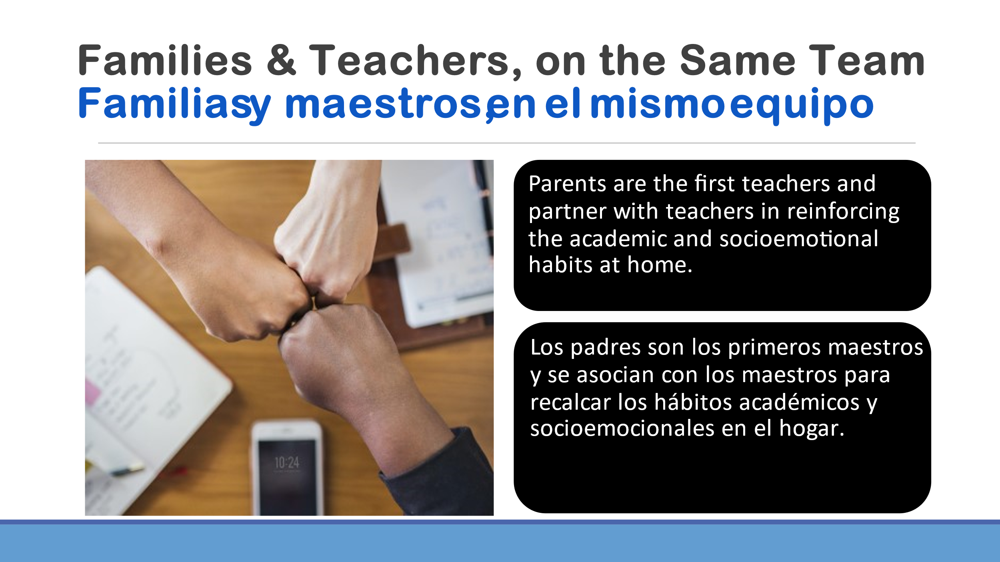 Families & Teachers, on the Same Team
Familias y maestros, en el mismo equipo
Parents are the first teachers and
partner with teachers in reinforcing
the academic and socioemotional
habits at home.
Los padres son los primeros maestros
y se asocian con los maestros para
recalcar los hábitos académicos y
socioemocionales en el hogar.
10:24